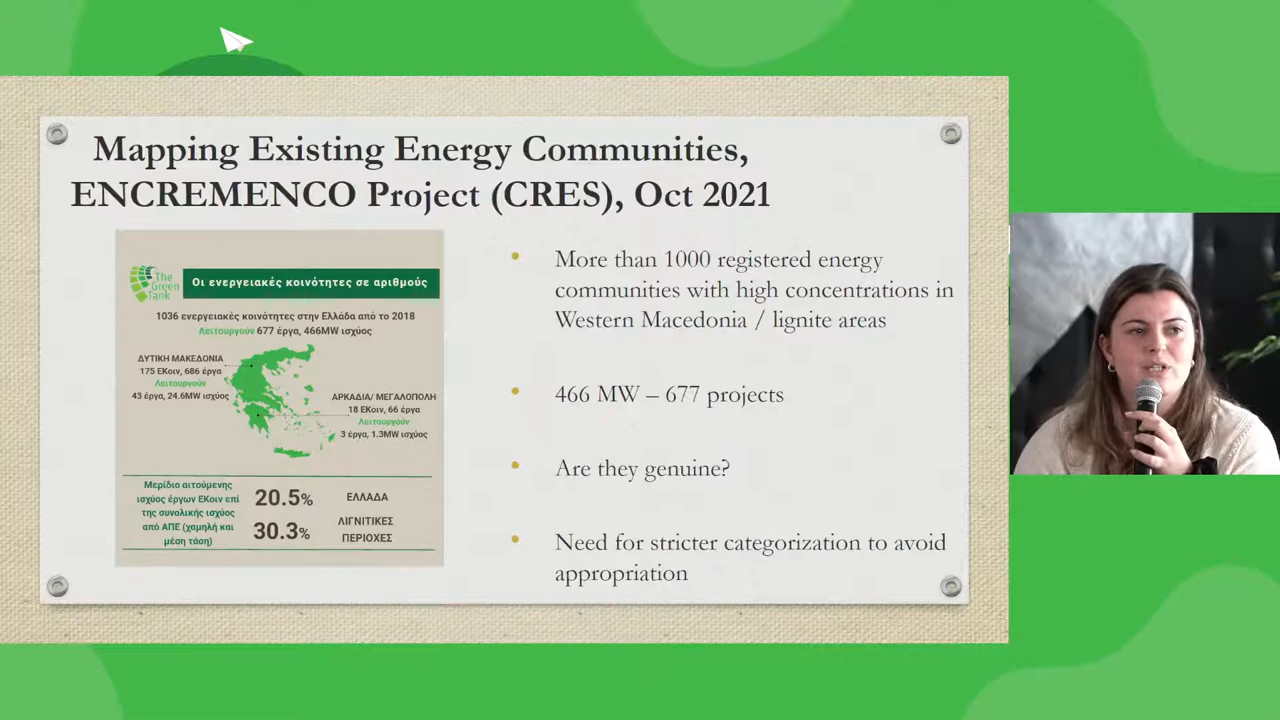 Mapping Existing Energy Communities,
ENCREMENCO Project (CRES), Oct 2021
The
Green
Tank
Οι ενεργειακές κοινότητες σε αριθμούς
1036 ενεργειακές κοινότητες στην Ελλάδα από το 2018
Λειτουργούν 677 έργα, 466MW ισχύος
ΔΥΤΙΚΗ ΜΑΚΕΔΟΝΙΑ
175 ΕΚοιν, 686 έργα
Λειτουργούν
43 έργα, 24.6MW ισχύος
ΑΡΚΑΔΙΑ/ ΜΕΓΑΛΟΠΟΛΗ
18 ΕΚοιν, 66 έργα
Λειτουργούν
3 έργα, 1.3MW ισχύος
Μερίδιο αιτούμενης
ισχύος έργων ΕΚοιν επί
της συνολικής ισχύος
από ΑΠΕ (χαμηλή και
μέση τάση)
20.5% ΕΛΛΑΔΑ
30.3% ΛΙΓΝΙΤΙΚΕΣ
ΠΕΡΙΟΧΕΣ
More than 1000 registered energy
communities with high concentrations in
Western Macedonia / lignite areas
466 MW – 677 projects
Are they genuine?
Need for stricter categorization to avoid
appropriation